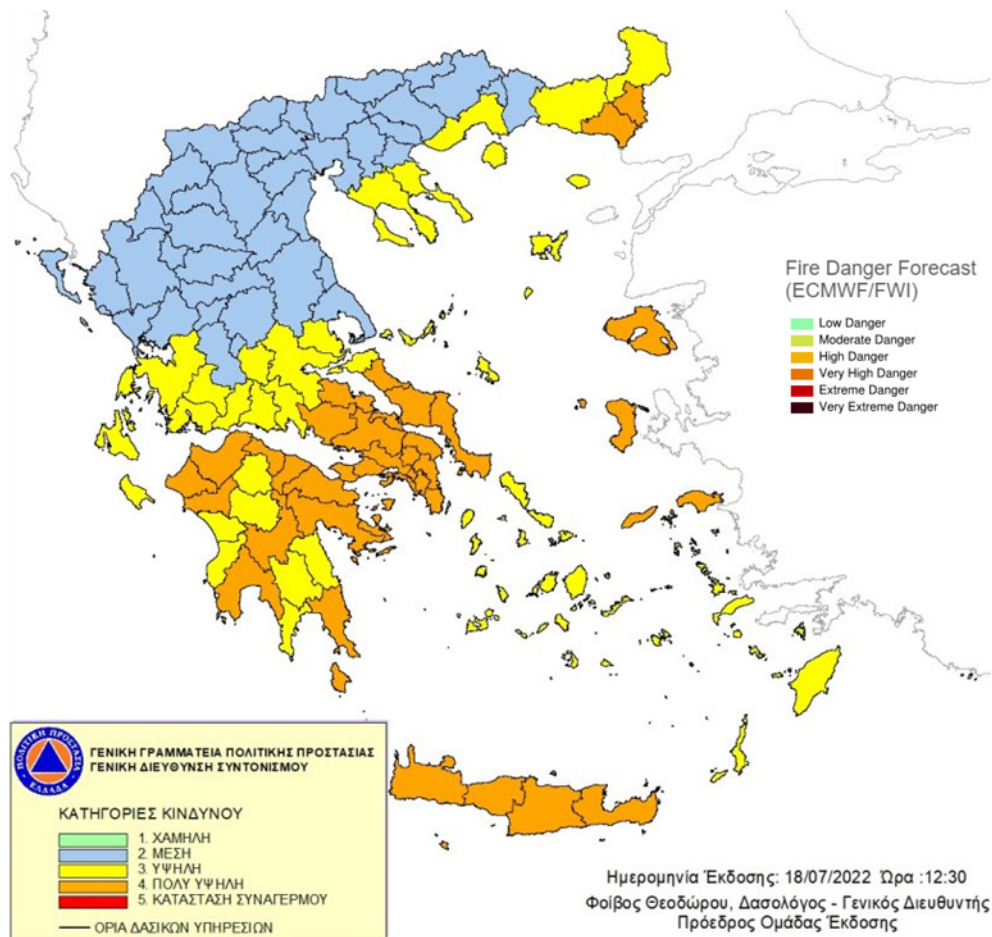 Fire Danger Forecast
(ECMWF/FWI)
Low Danger
Moderate Danger
High Danger
Very High Danger
Extreme Danger
Very Extreme Danger
ΠΟΛΙΤΙΚΗ ΠΡΟΣΤΑΣΙΑ
ΕΛΛΑΔΑ
ΓΕΝΙΚΗ ΓΡΑΜΜΑΤΕΙΑ ΠΟΛΙΤΙΚΗΣ ΠΡΟΣΤΑΣΙΑΣ
ΓΕΝΙΚΗ ΔΙΕΥΘΥΝΣΗ ΣΥΝΤΟΝΙΣΜΟΥ
ΚΑΤΗΓΟΡΙΕΣ ΚΙΝΔΥΝΟΥ
1. ΧΑΜΗΛΗ
2. ΜΕΣΗ
3. ΥΨΗΛΗ
4. ΠΟΛΥ ΥΨΗΛΗ
5. ΚΑΤΑΣΤΑΣΗ ΣΥΝΑΓΕΡΜΟΥ
ΟΡΙΑ ΔΑΣΙΚΩΝ ΥΠΗΡΕΣΙΩΝ
Ημερομηνία Έκδοσης: 18/07/2022 Ώρα :12:30
Φοίβος Θεοδώρου, Δασολόγος - Γενικός Διευθυντής
Πρόεδρος Ομάδας Έκδοσης